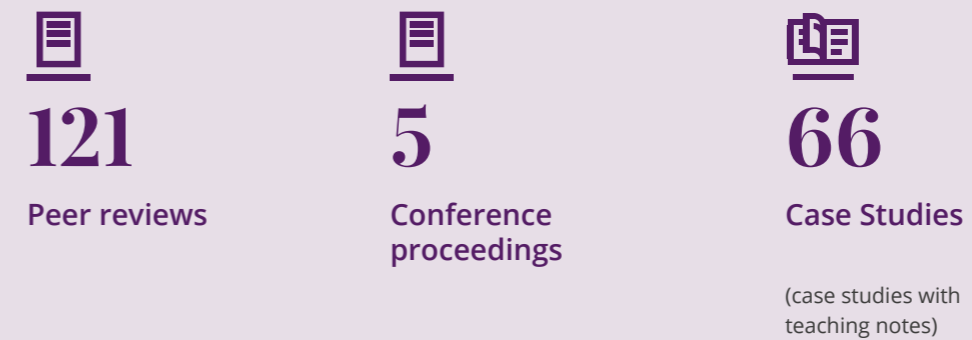 121
Peer reviews
5
Conference
proceedings
66
Case Studies
(case studies with
teaching notes)